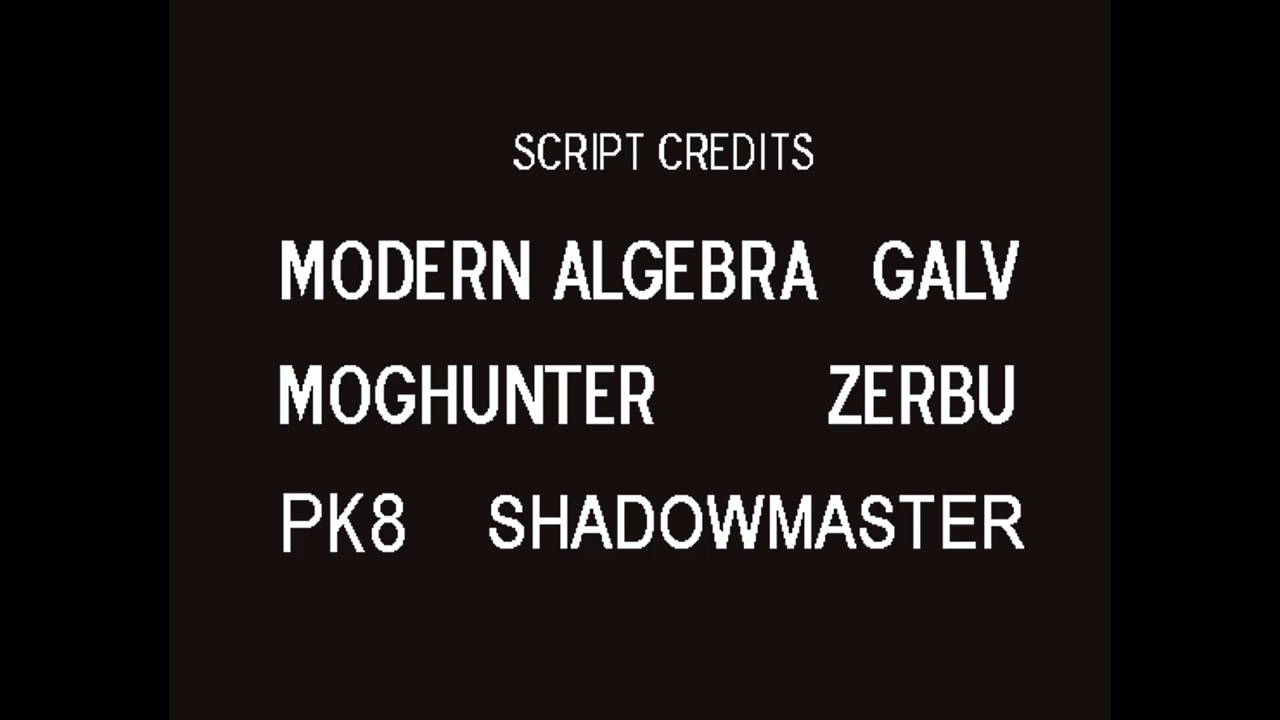 SCRIPT CREDITS
MODERN ALGEBRA GALV
MOGHUNTER ZERBU
PK8 SHADOWMASTER